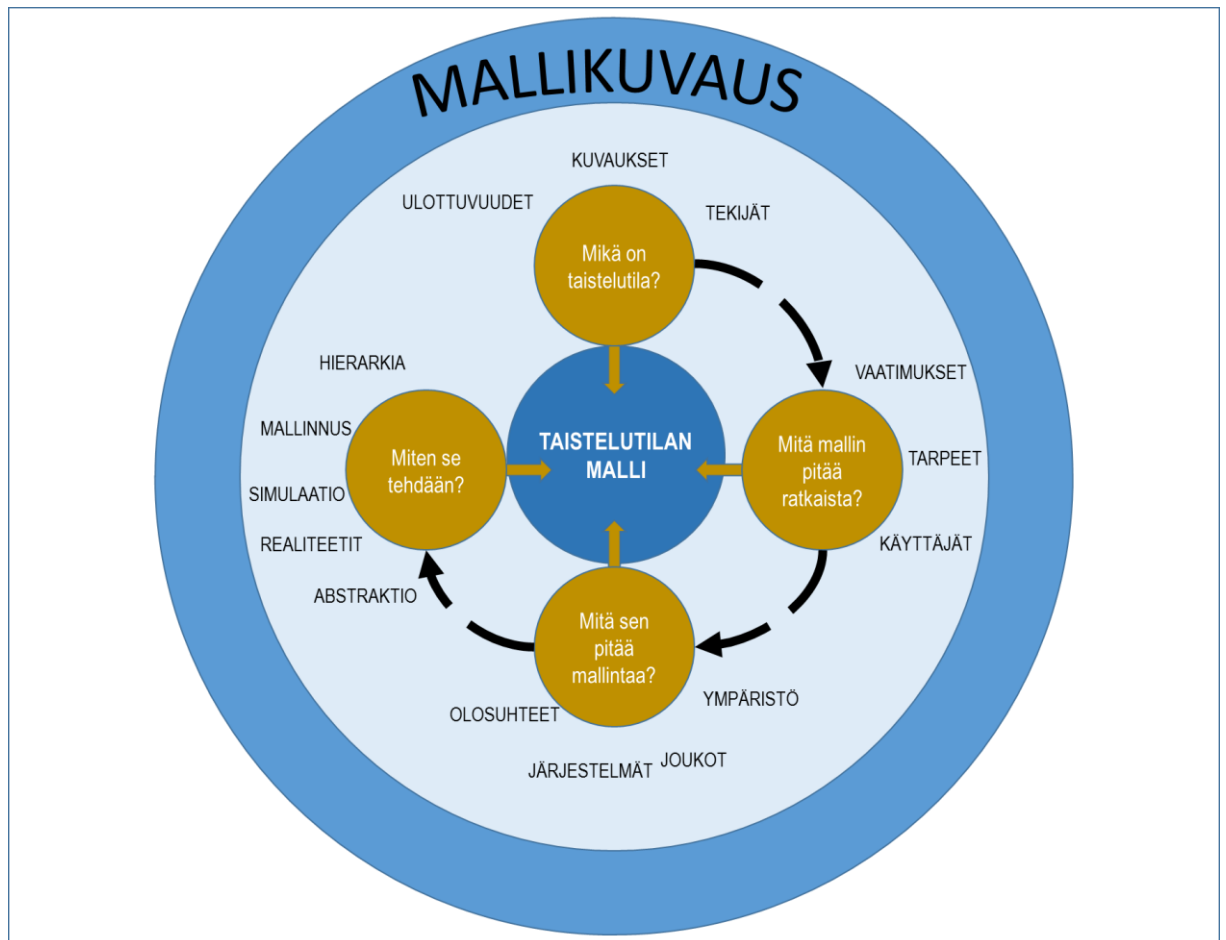 MALLIKUVAUS
KUVAUKSET
ULOTTUVUUDET
TEKIJÄT
Mikä on
taistelutila?
HIERARKIA
VAATIMUKSET
MALLINNUS
Miten se
tehdään?
TAISTELUTILAN
MALLI
Mitä mallin
pitää
ratkaista?
TARPEET
SIMULAATIO
REALITEETIT
KÄYTTÄJÄT
ABSTRAKTIO
Mitä sen
pitää
mallintaa?
YMPÄRISTÖ
OLOSUHTEET
JOUKOT
JÄRJESTELMÄT